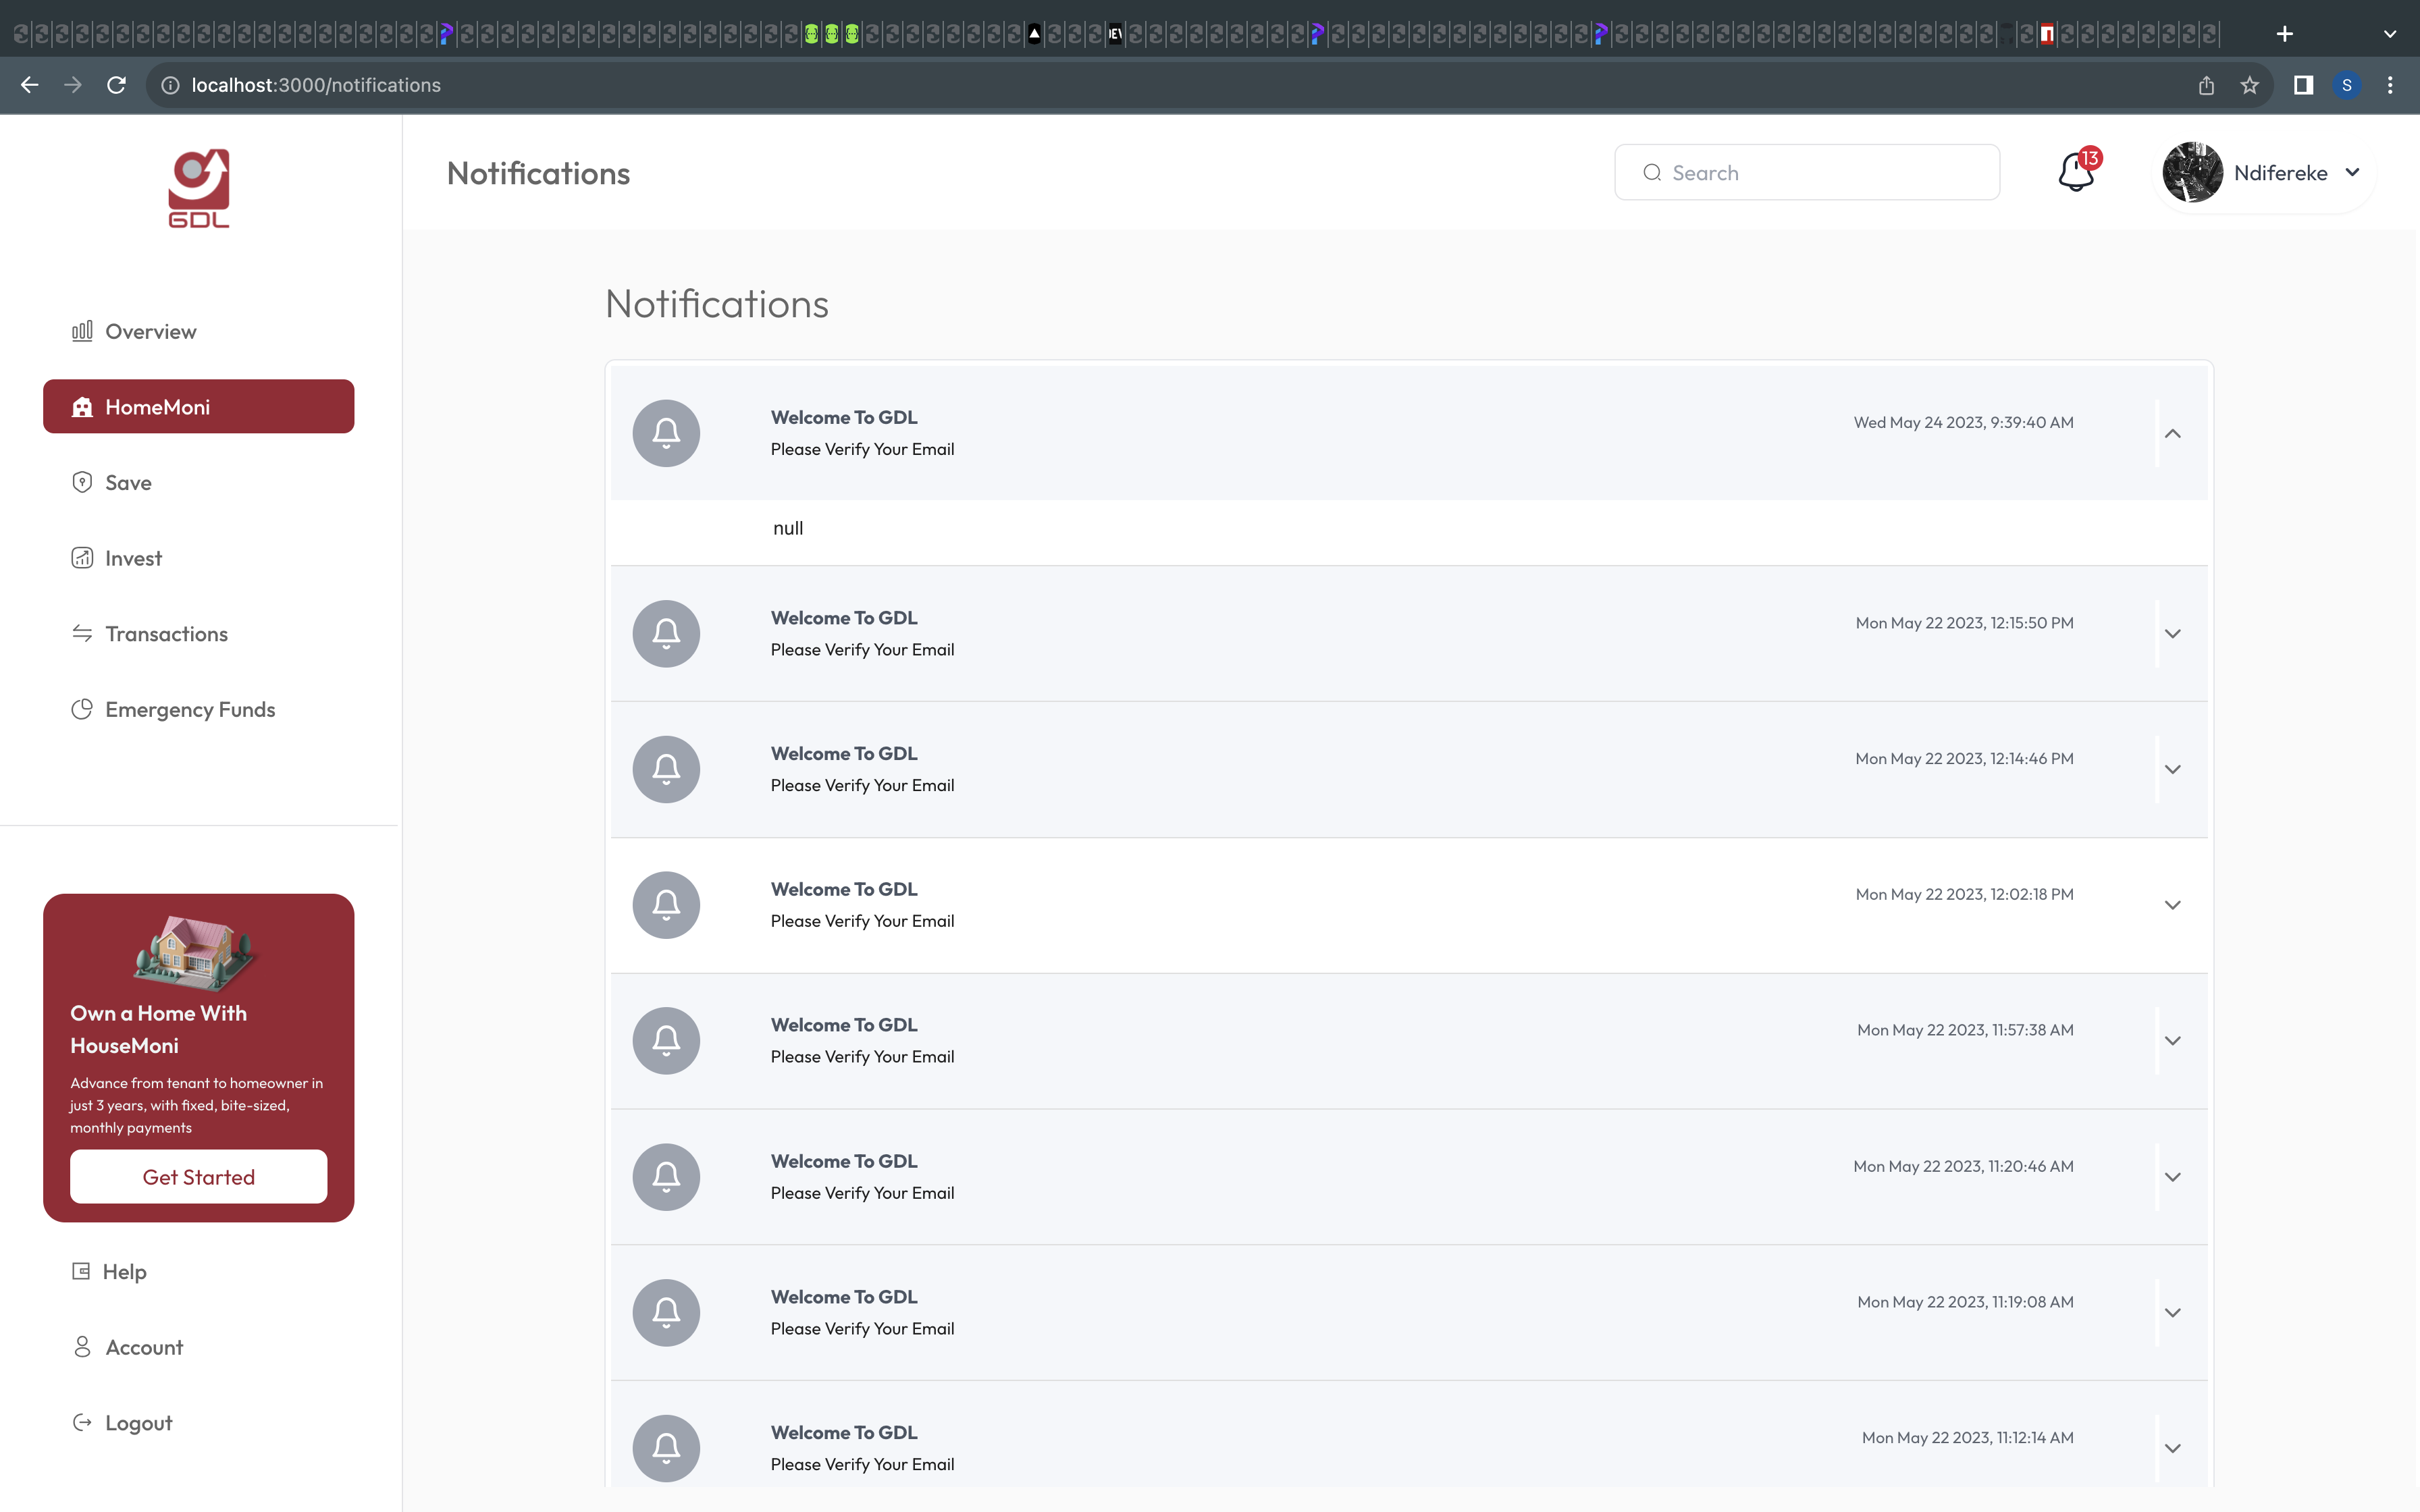 localhost:3000/notifications
S
GDL
Notifications
Search
13
Ndifereke
Overview
HomeMoni
Save
Invest
Transactions
Emergency Funds
Own a Home With
HouseMoni
Advance from tenant to homeowner in
just 3 years, with fixed, bite-sized,
monthly payments
Get Started
Help
Account
Logout
Notifications
Welcome To GDL
Please Verify Your Email
Wed May 24 2023, 9:39:40 AM
null
Welcome To GDL
Please Verify Your Email
Mon May 22 2023, 12:15:50 PM
Welcome To GDL
Please Verify Your Email
Mon May 22 2023, 12:14:46 PM
Welcome To GDL
Please Verify Your Email
Mon May 22 2023, 12:02:18 PM
Welcome To GDL
Please Verify Your Email
Mon May 22 2023, 11:57:38 AM
Welcome To GDL
Please Verify Your Email
Mon May 22 2023, 11:20:46 AM
Welcome To GDL
Please Verify Your Email
Mon May 22 2023, 11:19:08 AM
Welcome To GDL
Please Verify Your Email
Mon May 22 2023, 11:12:14 AM